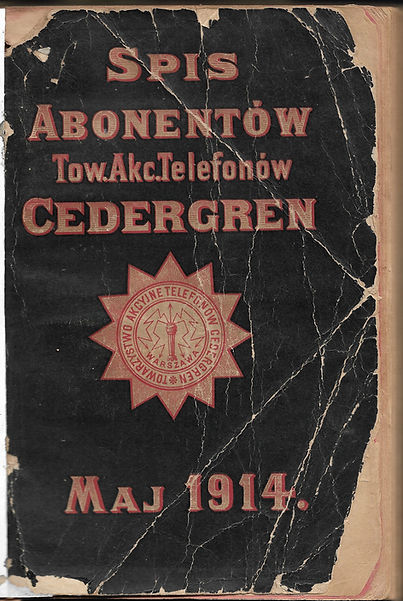 SPIS
ABONENTÓW
Tow.Akc.Telefonów
CEDERGREN
TOWARZYSTWO AKCYJNE TELEFONÓW CEDERGREN
WARSZAWA
MAJ 1914.